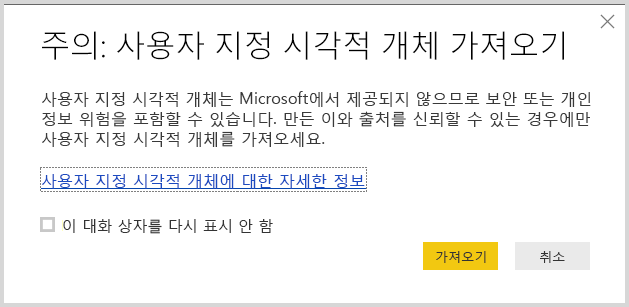 주의: 사용자 지정 시각적 개체 가져오기
사용자 지정 시각적 개체는 Microsoft에서 제공되지 않으므로 보안 또는 개인
정보 위험을 포함할 수 있습니다. 만든 이와 출처를 신뢰할 수 있는 경우에만
사용자 지정 시각적 개체를 가져오세요.
사용자 지정 시각적 개체에 대한 자세한 정보
이 대화 상자를 다시 표시 안 함
가져오기 취소